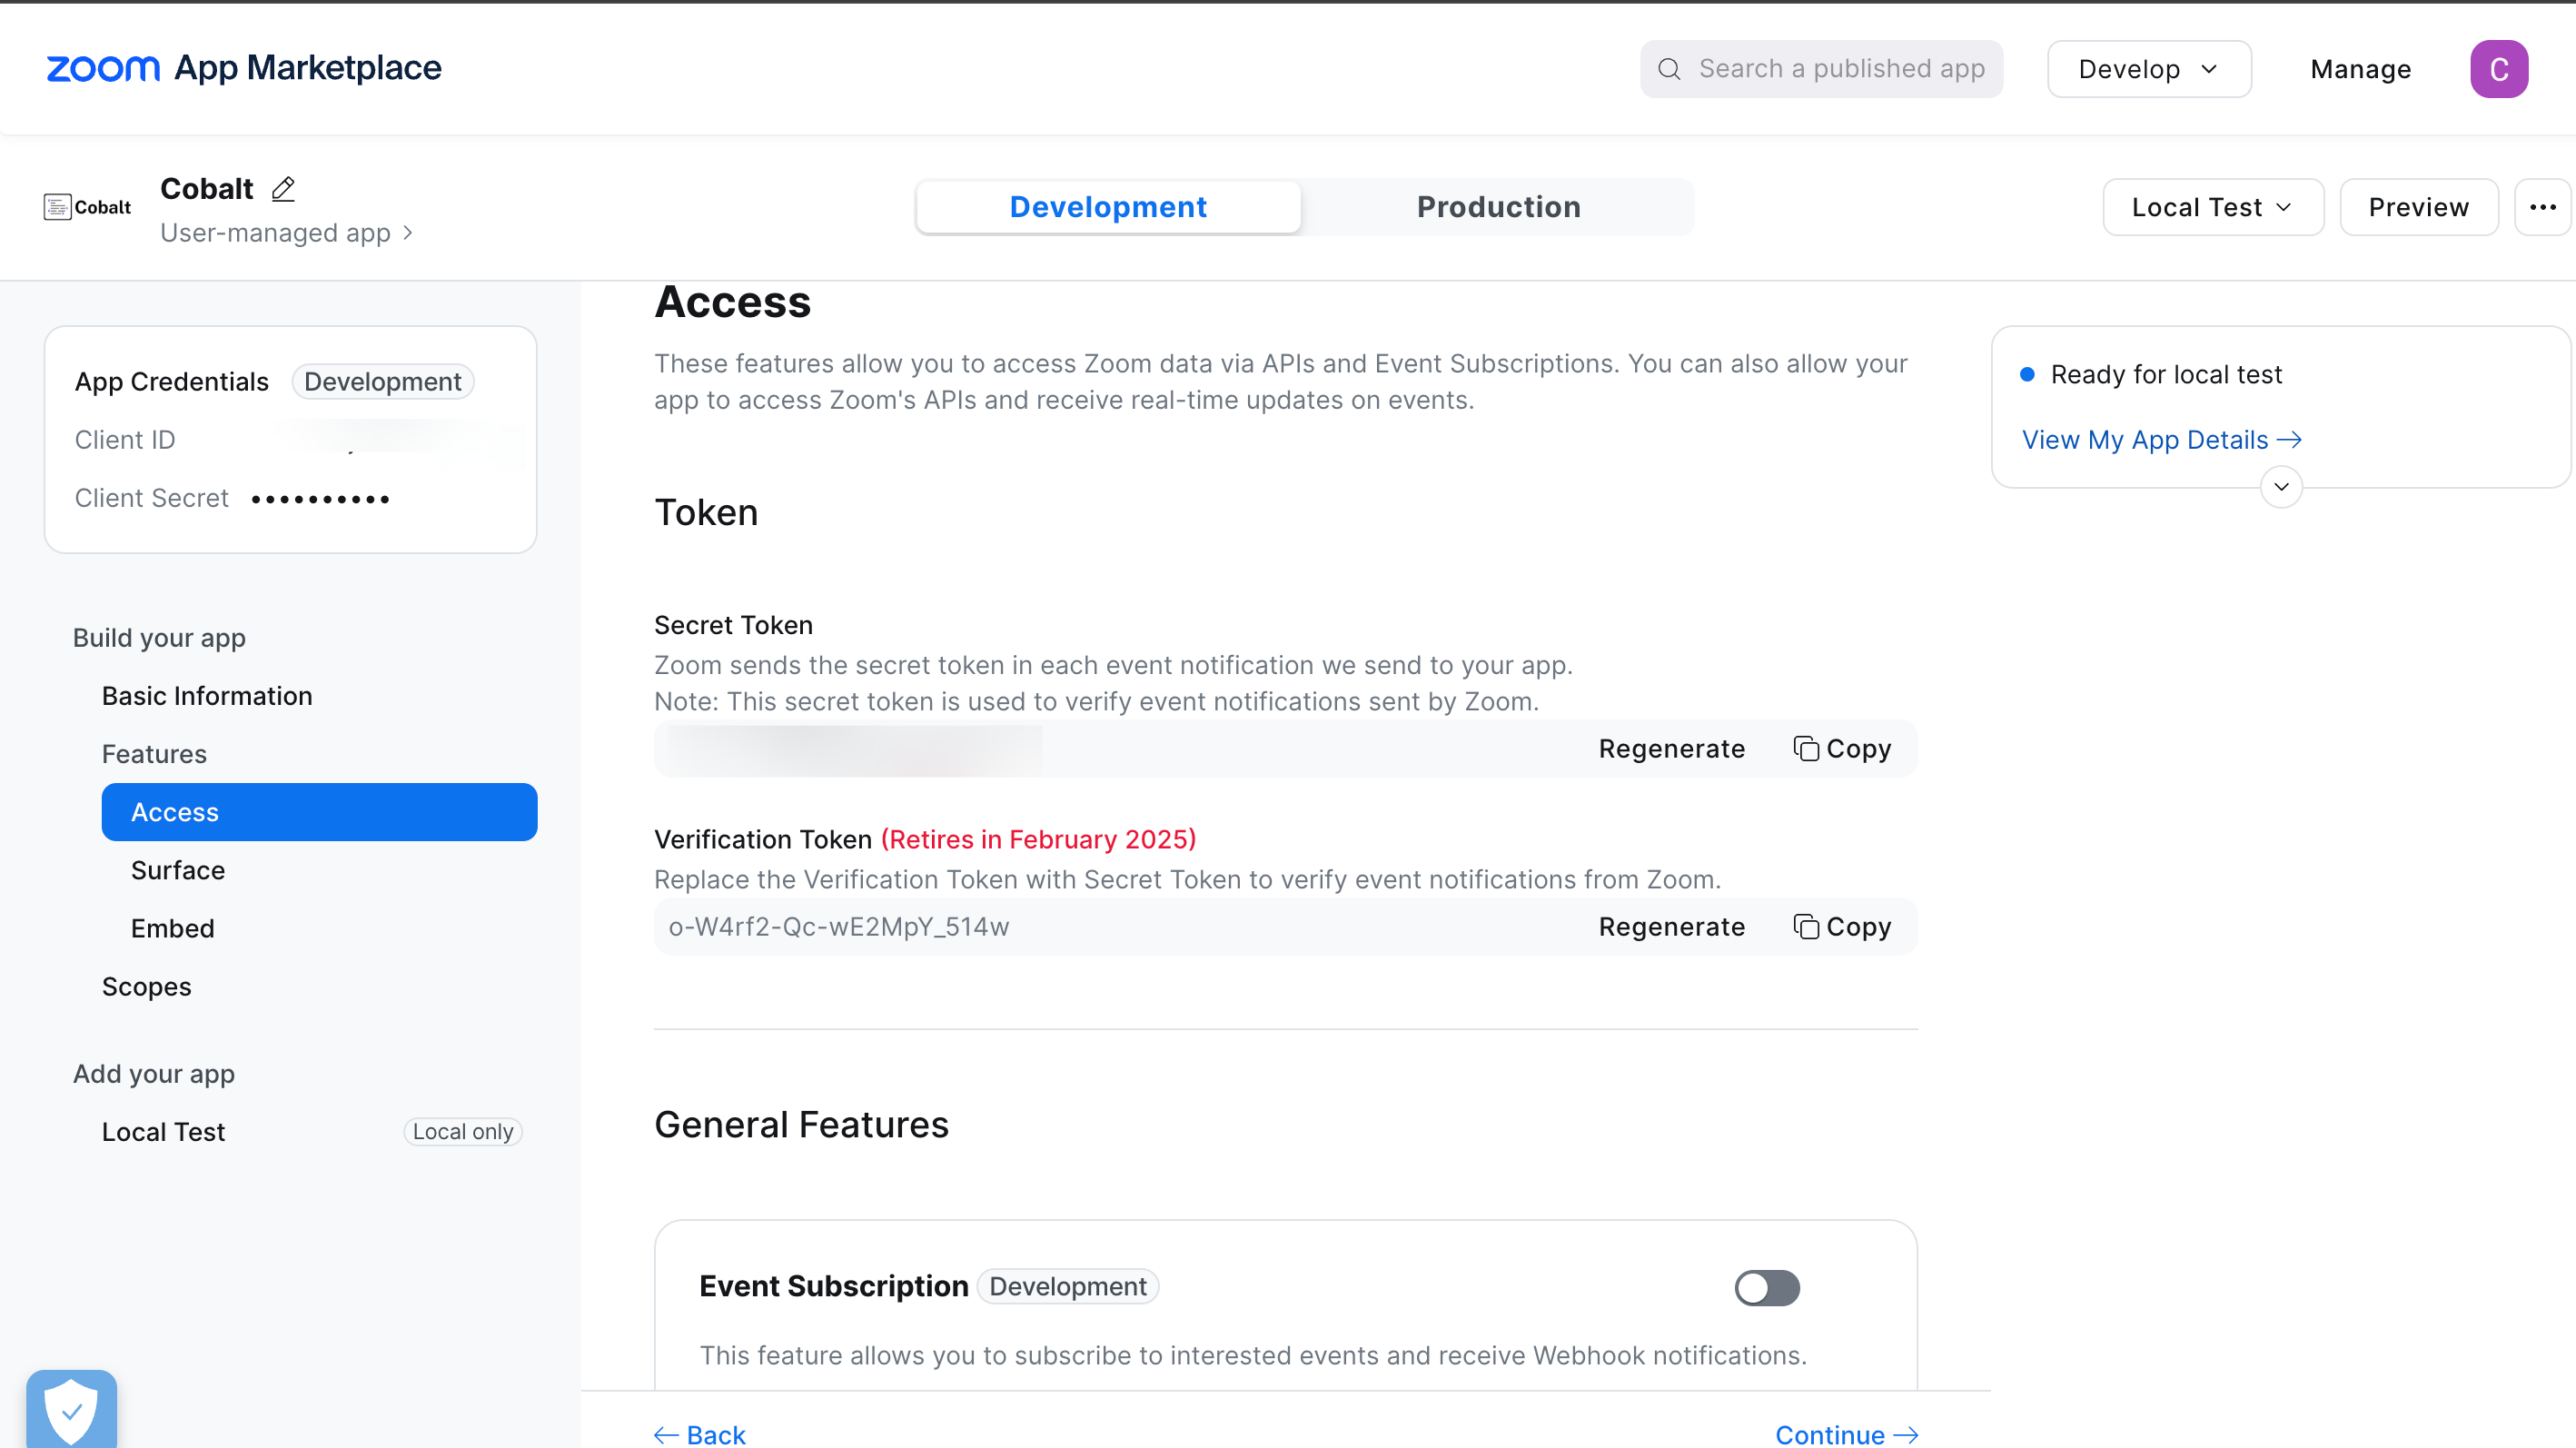 zoom App Marketplace
Search a published app
Develop
Manage
C
Cobalt
Cobalt
User-managed app
Development
Production
Local Test
Preview
App Credentials Development
Client ID
Client Secret ••••••••••
Build your app
Basic Information
Features
Access
Surface
Embed
Scopes
Add your app
Local Test Local only
Access
These features allow you to access Zoom data via APIs and Event Subscriptions. You can also allow your
app to access Zoom's APIs and receive real-time updates on events.
Token
Secret Token
Zoom sends the secret token in each event notification we send to your app.
Note: This secret token is used to verify event notifications sent by Zoom.
Regenerate Copy
Verification Token (Retires in February 2025)
Replace the Verification Token with Secret Token to verify event notifications from Zoom.
o-W4rf2-Qc-wE2MpY_514w Regenerate Copy
General Features
Event Subscription Development
This feature allows you to subscribe to interested events and receive Webhook notifications.
← Back
Continue →
Ready for local test
View My App Details →